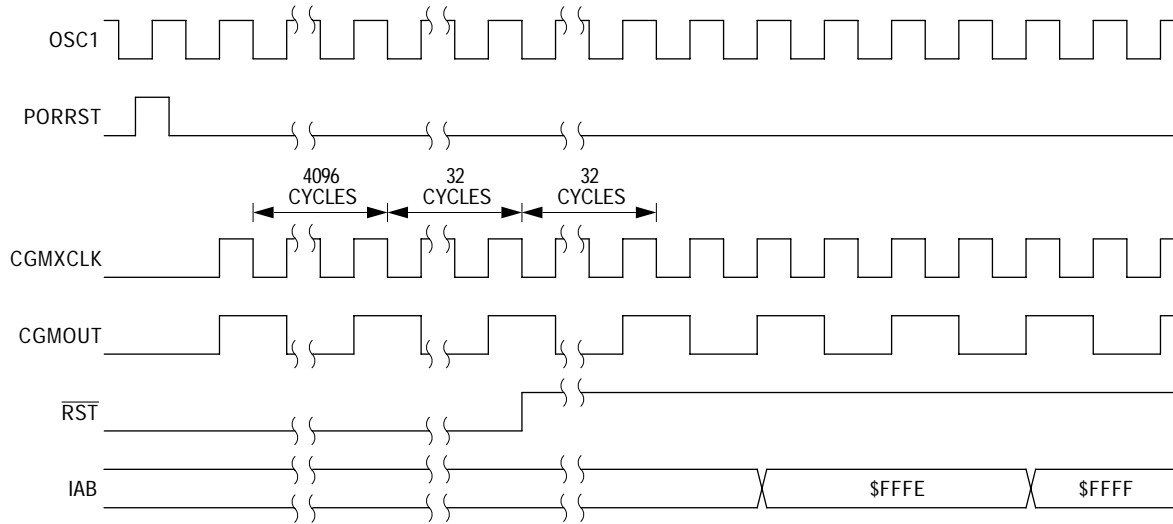 OSC1
PORRST
4096
CYCLES
32
CYCLES
32
CYCLES
CGMXCLK
CGMOUT
RST
IAB
$FFFE
$FFFF